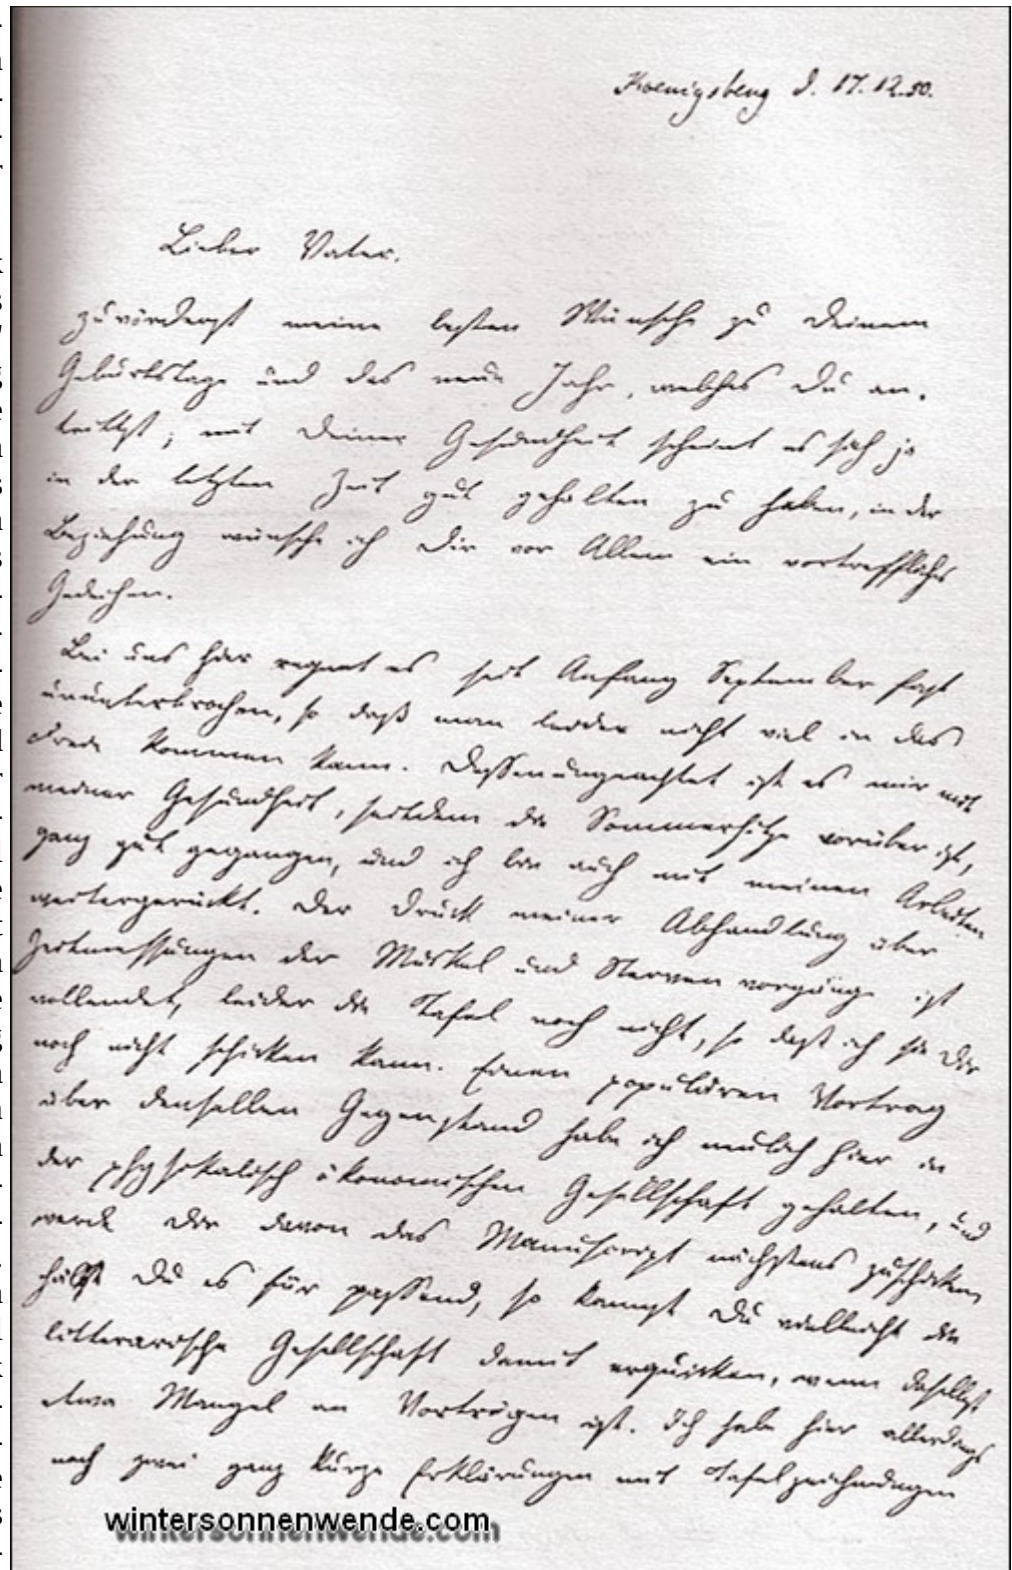 Koenigsberg d. 17.12.50.
Lieber Vater.
zuvörderst meine besten Wünsche zu Deinem
Geburtstage und das neue Jahr, welches Du an-
trittst; mit Deiner Gesundheit scheint es sich ja
in der letzten Zeit gut gehalten zu haben, in der
Beziehung wünsche ich Dir vor Allem ein vortreffliches
Gedeihen.
Bei uns hier regnet es seit Anfang September fast
ununterbrochen, so daß man leider nicht viel in das
Freie kommen kann. Dessenungeachtet ist es mir mit
meiner Gesundheit, seitdem die Sommerhitze vorüber ist,
ganz gut gegangen, und ich bin auch mit meinen Arbeiten
weitergerückt. Der Druck meiner Abhandlung über
Zeitmessungen der Muskel und Nervenvorgänge ist
vollendet, leider die Tafel noch nicht, so daß ich sie Dir
noch nicht schicken kann. Einen populären Vortrag
über denselben Gegenstand habe ich neulich hier in
der physikalisch ökonomischen Gesellschaft gehalten, und
werde Dir davon das Manuscript nächstens zuschicken
hältst Du es für passend, so kannst Du vielleicht die
litterarische Gesellschaft damit erquicken, wenn daselbst
etwa Mangel an Vorträgen ist. Ich habe hier allerdings
noch zwei ganz kurze Erklärungen mit Tafelzeichnungen
wintersonnenwende.com